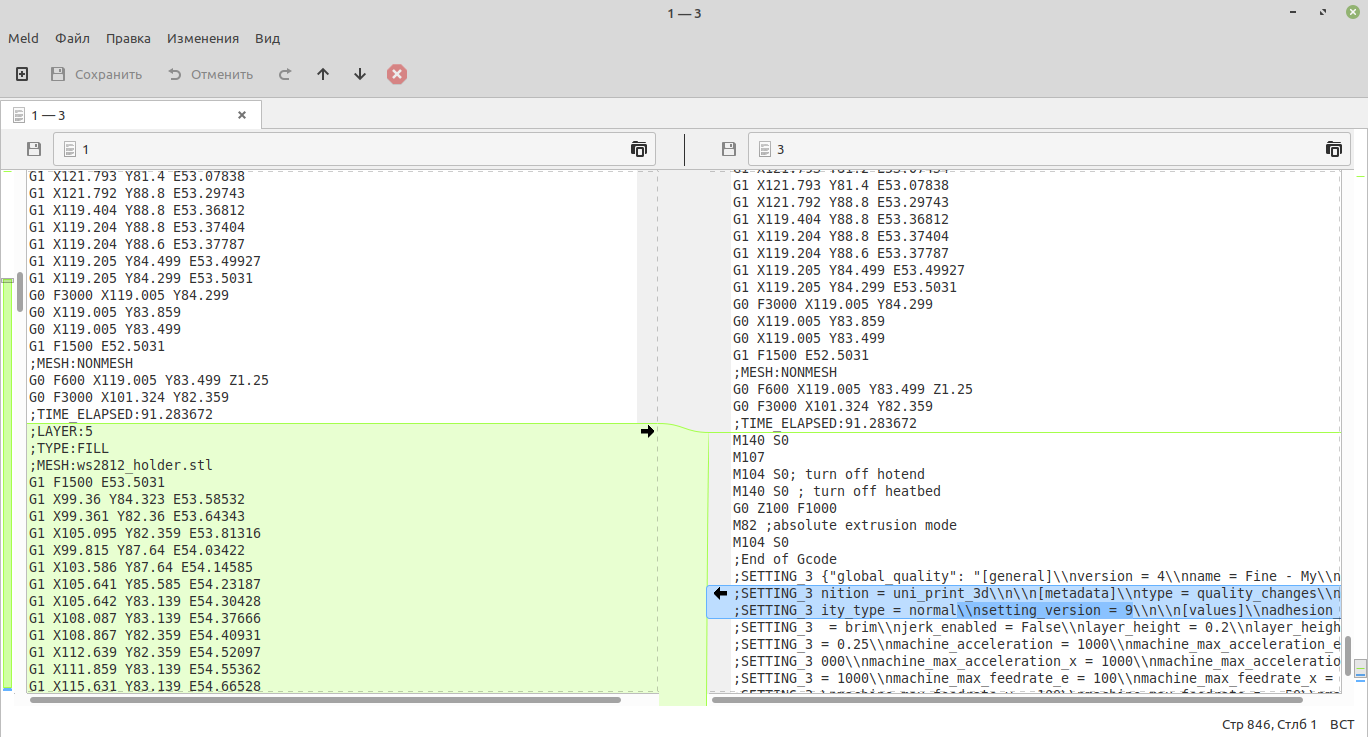 1 — 3
Meld Файл Правка Изменения Вид
Сохранить Отменить
1 — 3
1
3
G1 X121.793 Y81.4 E53.07838
G1 X121.792 Y88.8 E53.29743
G1 X119.404 Y88.8 E53.36812
G1 X119.204 Y88.8 E53.37404
G1 X119.204 Y88.6 E53.37787
G1 X119.205 Y84.499 E53.49927
G1 X119.205 Y84.299 E53.5031
G0 F3000 X119.005 Y84.299
G0 X119.005 Y83.859
G0 X119.005 Y83.499
G1 F1500 E52.5031
;MESH:NONMESH
G0 F600 X119.005 Y83.499 Z1.25
G0 F3000 X101.324 Y82.359
;TIME_ELAPSED:91.283672
;LAYER:5
;TYPE:FILL
;MESH:ws2812_holder.stl
G1 F1500 E53.5031
G1 X99.36 Y84.323 E53.58532
G1 X99.361 Y82.36 E53.64343
G1 X105.095 Y82.359 E53.81316
G1 X99.815 Y87.64 E54.03422
G1 X103.586 Y87.64 E54.14585
G1 X105.641 Y85.585 E54.23187
G1 X105.642 Y83.139 E54.30428
G1 X108.087 Y83.139 E54.37666
G1 X108.867 Y82.359 E54.40931
G1 X112.639 Y82.359 E54.52097
G1 X111.859 Y83.139 E54.55362
G1 X115.631 Y83.139 E54.66528
G1 X121.793 Y81.2 E53.07454
G1 X121.793 Y81.4 E53.07838
G1 X121.792 Y88.8 E53.29743
G1 X119.404 Y88.8 E53.36812
G1 X119.204 Y88.8 E53.37404
G1 X119.204 Y88.6 E53.37787
G1 X119.205 Y84.499 E53.49927
G1 X119.205 Y84.299 E53.5031
G0 F3000 X119.005 Y84.299
G0 X119.005 Y83.859
G0 X119.005 Y83.499
G1 F1500 E52.5031
;MESH:NONMESH
G0 F600 X119.005 Y83.499 Z1.25
G0 F3000 X101.324 Y82.359
;TIME_ELAPSED:91.283672
M140 S0
M107
M104 S0; turn off hotend
M140 S0 ; turn off heatbed
G0 Z100 F1000
M82 ;absolute extrusion mode
M104 S0
;End of Gcode
;SETTING_3 {"global_quality": "[general]\\nversion = 4\\nname = Fine - My\\n
;SETTING_3 nition = uni_print_3d\\n\\n[metadata]\\ntype = quality_changes\\n
;SETTING_3 ity_type = normal\\nsetting_version = 9\\n\\n[values]\\nadhesion
;SETTING_3  = brim\\njerk_enabled = False\\nlayer_height = 0.2\\nlayer_heigh
;SETTING_3 = 0.25\\nmachine_acceleration = 1000\\nmachine_max_acceleration_e
;SETTING_3 000\\nmachine_max_acceleration_x = 1000\\nmachine_max_acceleratio
;SETTING_3 = 1000\\nmachine_max_feedrate_e = 100\\nmachine_max_feedrate_x =
Стр 846, Стлб 1 ВСТ